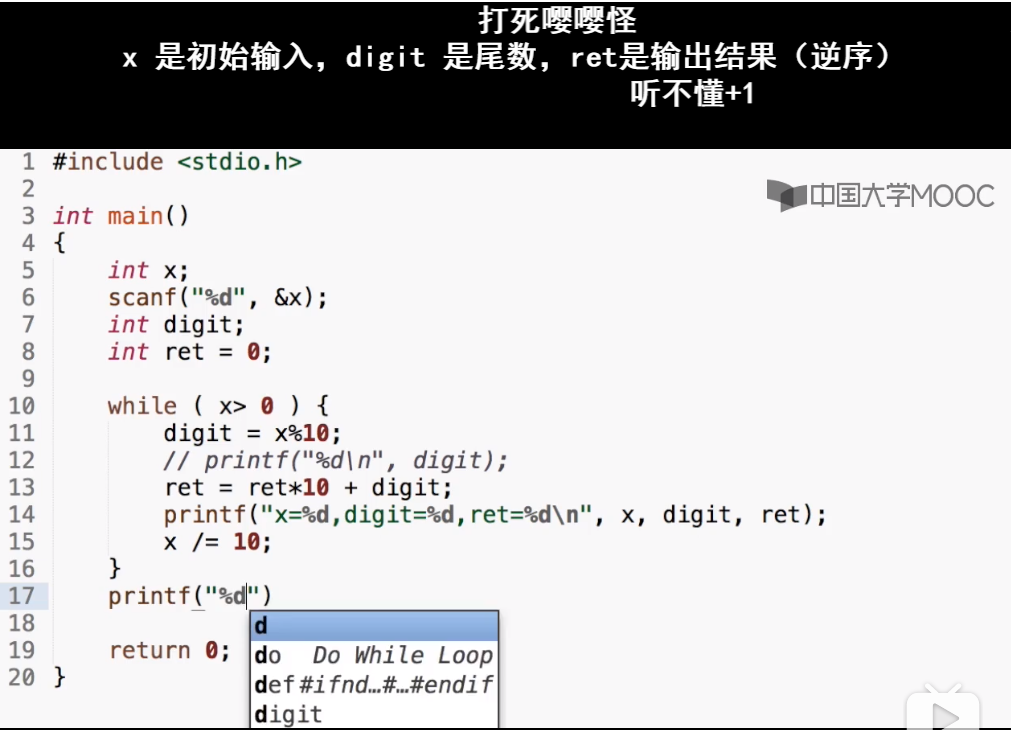 打死嘤嘤怪
x 是初始输入，digit 是尾数，ret是输出结果（逆序）
听不懂+1
1 #include <stdio.h>
中国大学MOOC
2
3 int main()
4 {
5     int x;
6     scanf("%d", &x);
7     int digit;
8     int ret = 0;
9
10     while ( x> 0 ) {
11         digit = x%10;
12         // printf("%d\n", digit);
13         ret = ret*10 + digit;
14         printf("x=%d,digit=%d,ret=%d\n", x, digit, ret);
15         x /= 10;
16     }
17     printf("%d")
18
d
19     return 0;
do Do While Loop
20 }
def #ifnd…#…#endif
digit